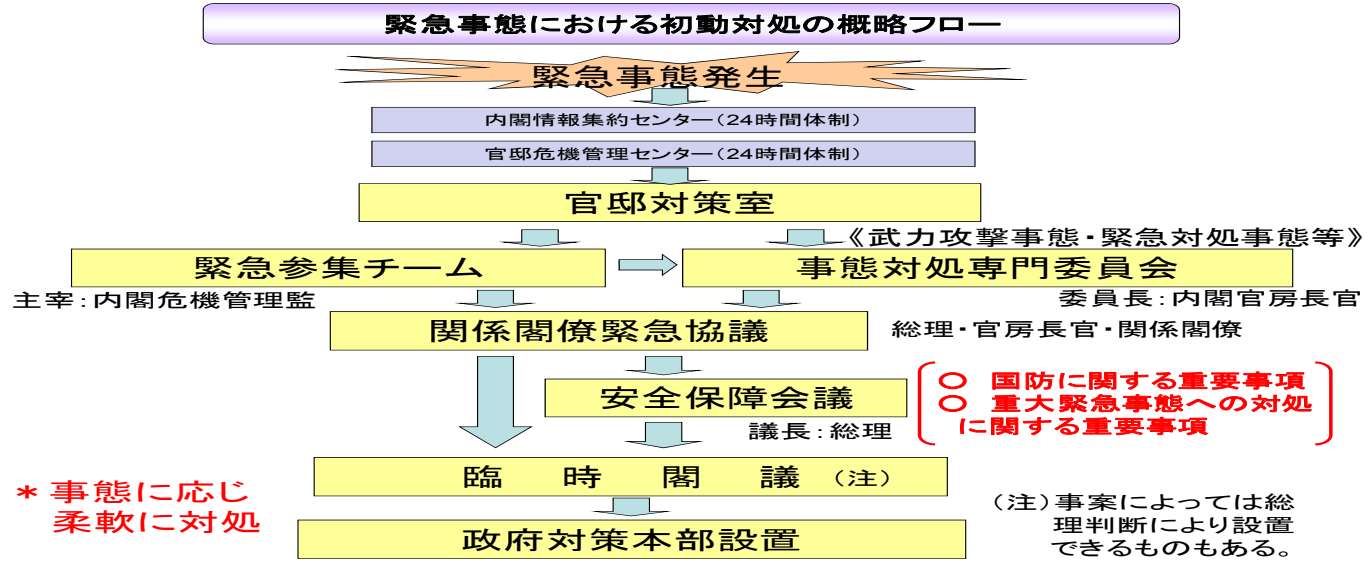 緊急事態における初動対処の概略フロー
緊急事態発生
内閣情報集約センター(24時間体制)
官邸危機管理センター(24時間体制)
官邸対策室
《武力攻撃事態・緊急対処事態等》
緊急参集チーム
事態対処専門委員会
主宰:内閣危機管理監
委員長:内閣官房長官
関係閣僚緊急協議
総理・官房長官・関係閣僚
安全保障会議
議長:総理
○ 国防に関する重要事項
○ 重大緊急事態への対処
に関する重要事項
臨時閣議(注)
*事態に応じ
柔軟に対処
(注)事案によっては総
理判断により設置
できるものもある。
政府対策本部設置